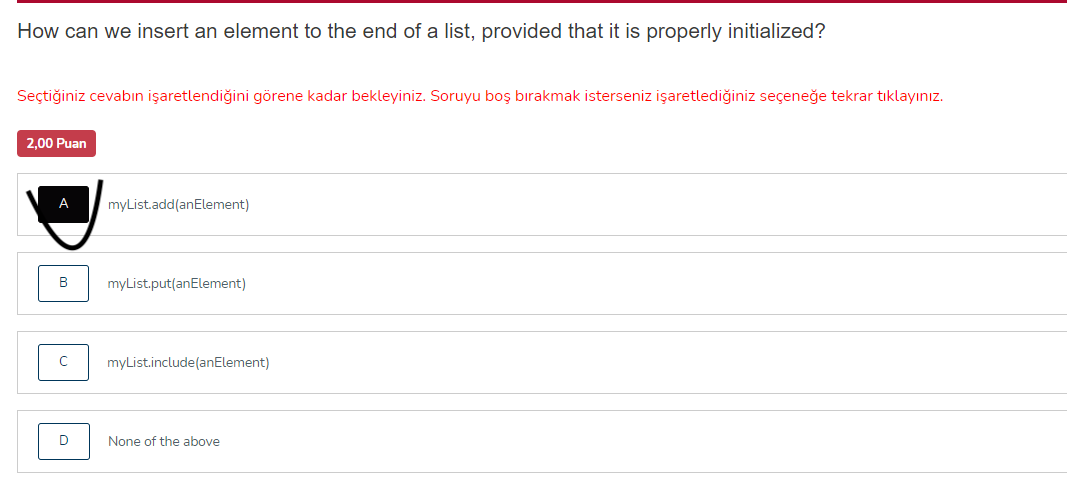 How can we insert an element to the end of a list, provided that it is properly initialized?
Seçtiğiniz cevabın işaretlendiğini görene kadar bekleyiniz. Soruyu boş bırakmak isterseniz işaretlediğiniz seçeneğe tekrar tıklayınız.
2,00 Puan
A myList.add(anElement)
B myList.put(anElement)
C myList.include(anElement)
D None of the above